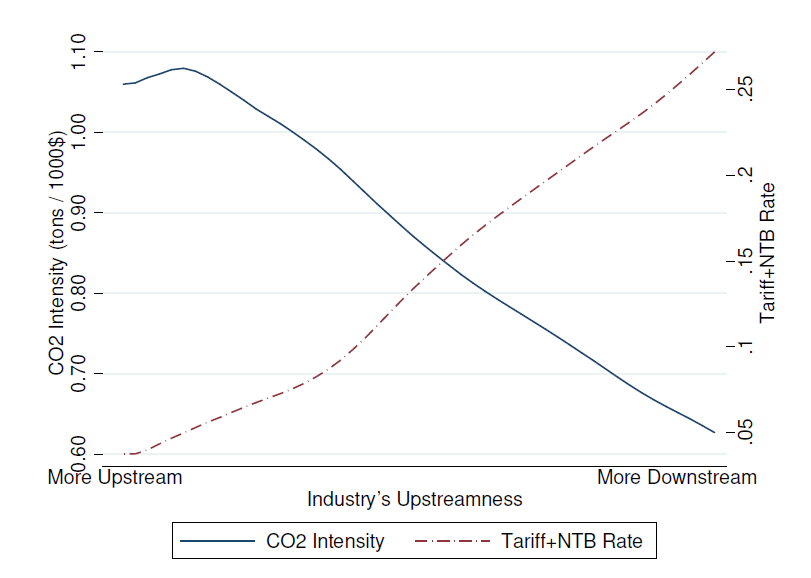 CO2 Intensity (tons / 1000$)
1.10
1.00
0.90
0.80
0.70
0.60
.25
.2
.15
.1
.05
Tariff+NTB Rate
More Upstream
More Downstream
Industry's Upstreamness
CO2 Intensity
Tariff+NTB Rate